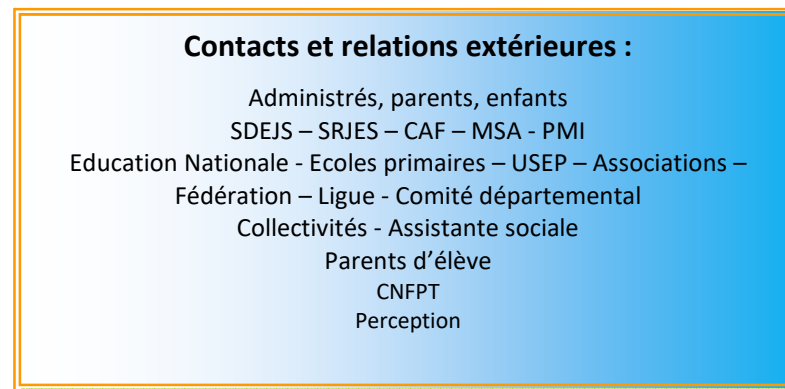 Contacts et relations extérieures :
Administrés, parents, enfants
SDEJS – SRJES – CAF – MSA - PMI
Education Nationale - Ecoles primaires – USEP – Associations –
Fédération – Ligue - Comité départemental
Collectivités - Assistante sociale
Parents d’élève
CNFPT
Perception